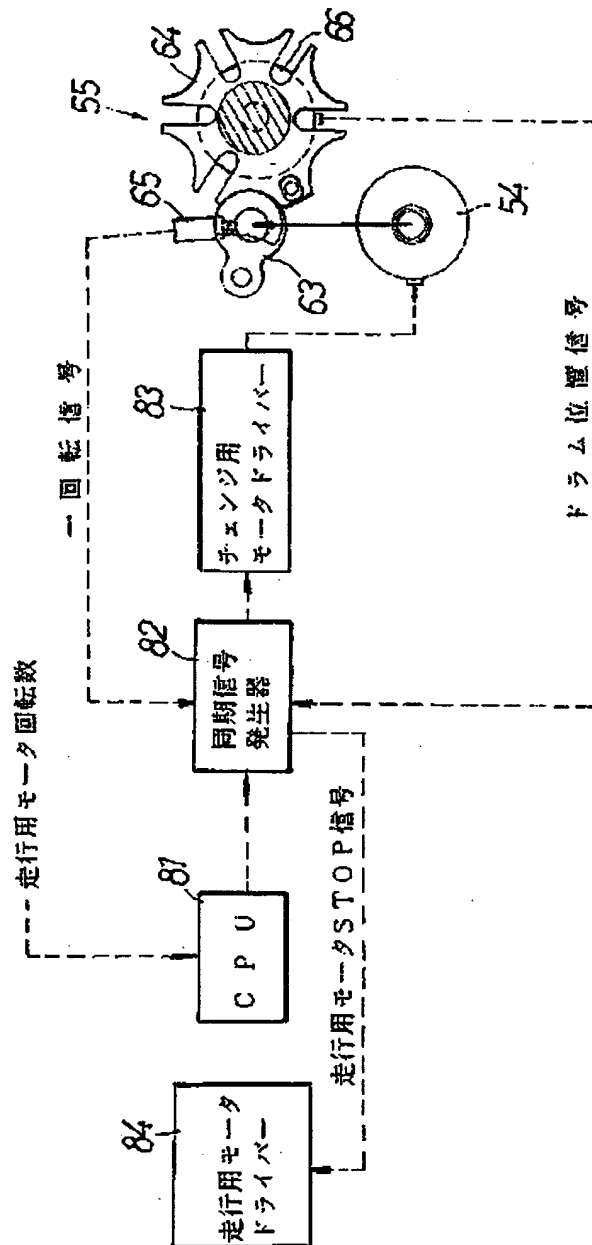 55
64
66
65
63
54
一回転信号
ドラム位置信号
83
チェンジ用
モータドライバー
82
同期信号
発生器
走行用モータ回転数
81
CPU
走行用モータSTOP信号
84
走行用モータ
ドライバー